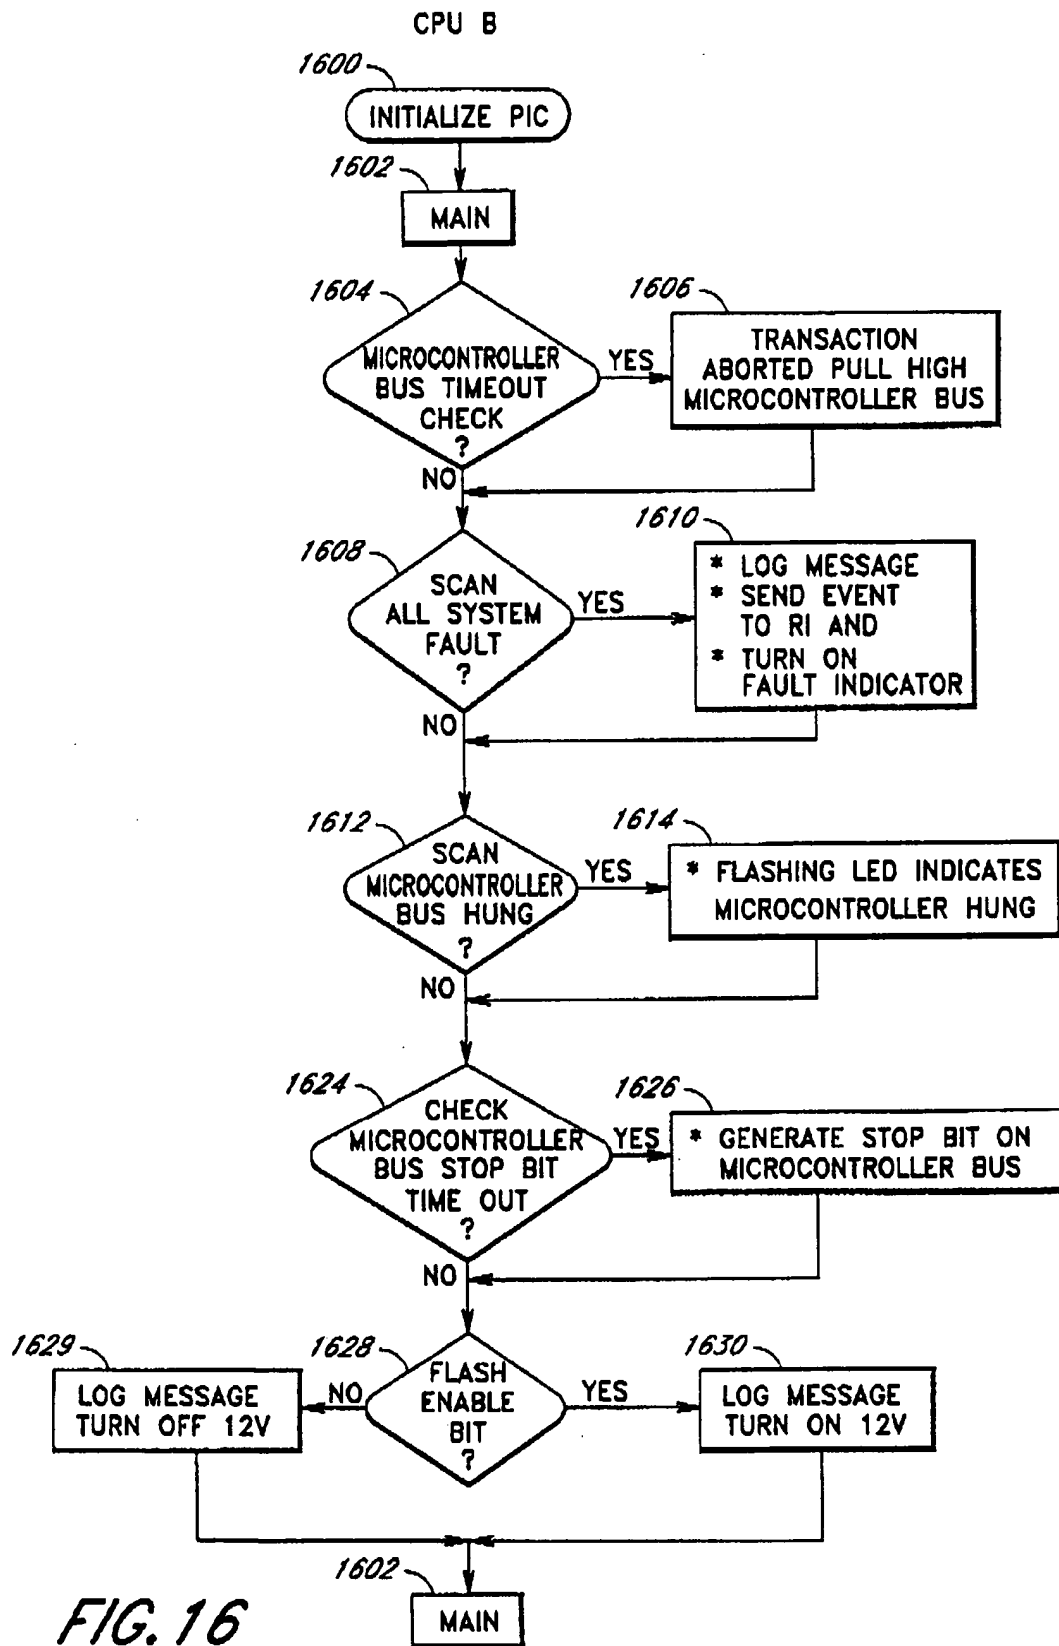 CPU B
1600
INITIALIZE PIC
1602
MAIN
1604
MICROCONTROLLER
BUS TIMEOUT
CHECK
?
YES
1606
TRANSACTION
ABORTED PULL HIGH
MICROCONTROLLER BUS
NO
1608
SCAN
ALL SYSTEM
FAULT
?
YES
1610
* LOG MESSAGE
* SEND EVENT
TO RI AND
* TURN ON
FAULT INDICATOR
NO
1612
SCAN
MICROCONTROLLER
BUS HUNG
?
YES
1614
* FLASHING LED INDICATES
MICROCONTROLLER HUNG
NO
1624
CHECK
MICROCONTROLLER
BUS STOP BIT
TIME OUT
?
YES
1626
* GENERATE STOP BIT ON
MICROCONTROLLER BUS
NO
1628
FLASH
ENABLE
BIT
?
NO
1629
LOG MESSAGE
TURN OFF 12V
YES
1630
LOG MESSAGE
TURN ON 12V
1602
MAIN
FIG. 16